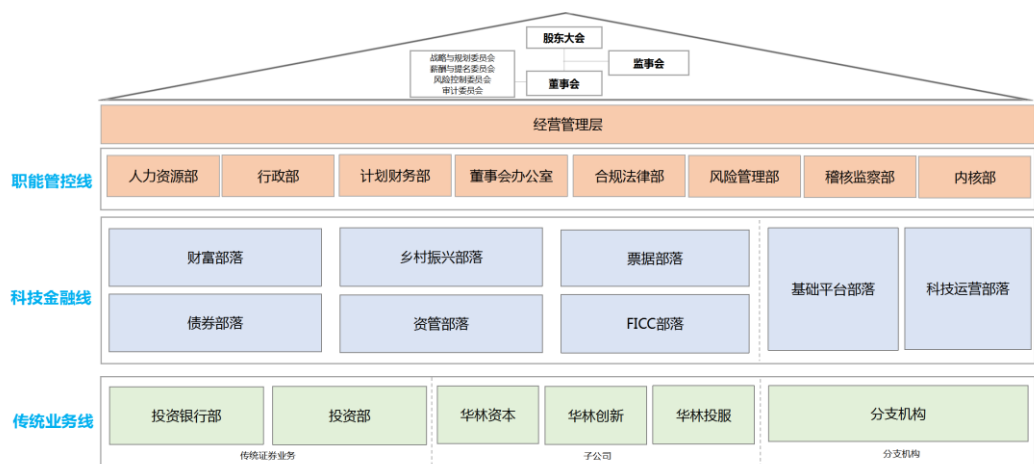 股东大会
战略与规划委员会
薪酬与提名委员会
风险控制委员会
审计委员会
监事会
董事会
经营管理层
职能管控线
人力资源部
行政部
计划财务部
董事会办公室
合规法律部
风险管理部
稽核监察部
内核部
科技金融线
财富部落
乡村振兴部落
票据部落
基础平台部落
科技运营部落
债券部落
资管部落
FICC部落
传统业务线
投资银行部
投资部
华林资本
华林创新
华林投服
分支机构
传统证券业务
子公司
分支机构